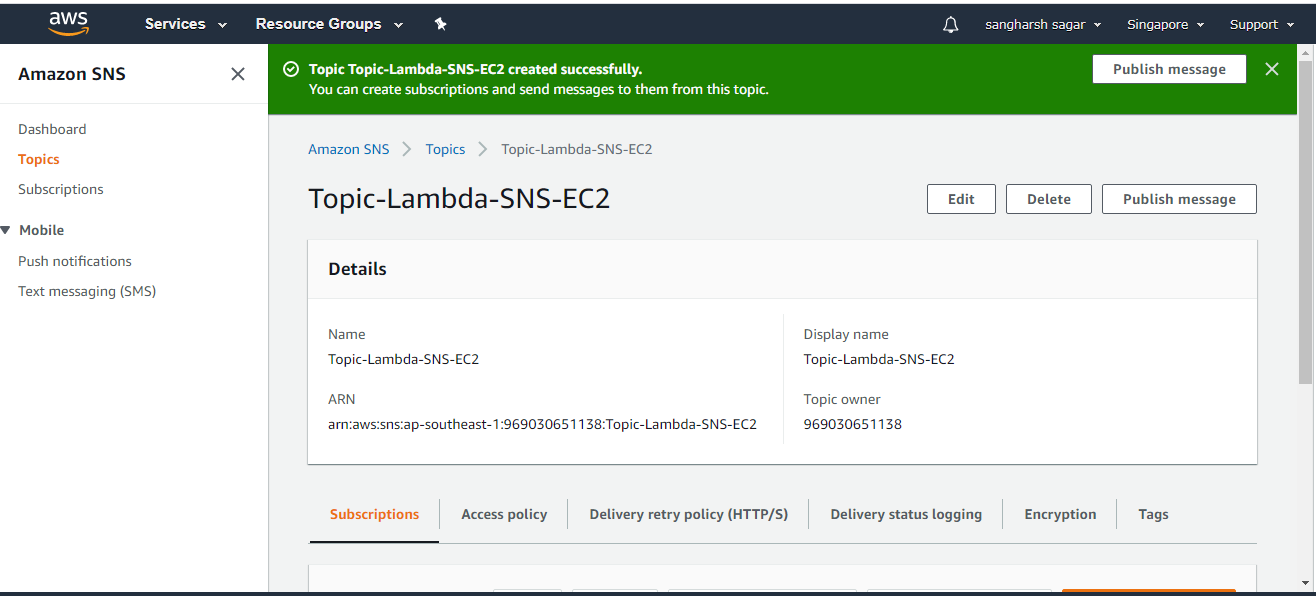 aws Services Resource Groups sangharsh sagar Singapore Support
Amazon SNS
Dashboard
Topics
Subscriptions
Mobile
Push notifications
Text messaging (SMS)
Topic Topic-Lambda-SNS-EC2 created successfully.
You can create subscriptions and send messages to them from this topic.
Publish message
Amazon SNS Topics Topic-Lambda-SNS-EC2
Topic-Lambda-SNS-EC2
Edit Delete Publish message
Details
Name
Topic-Lambda-SNS-EC2
ARN
arn:aws:sns:ap-southeast-1:969030651138:Topic-Lambda-SNS-EC2
Display name
Topic-Lambda-SNS-EC2
Topic owner
969030651138
Subscriptions Access policy Delivery retry policy (HTTP/S) Delivery status logging Encryption Tags